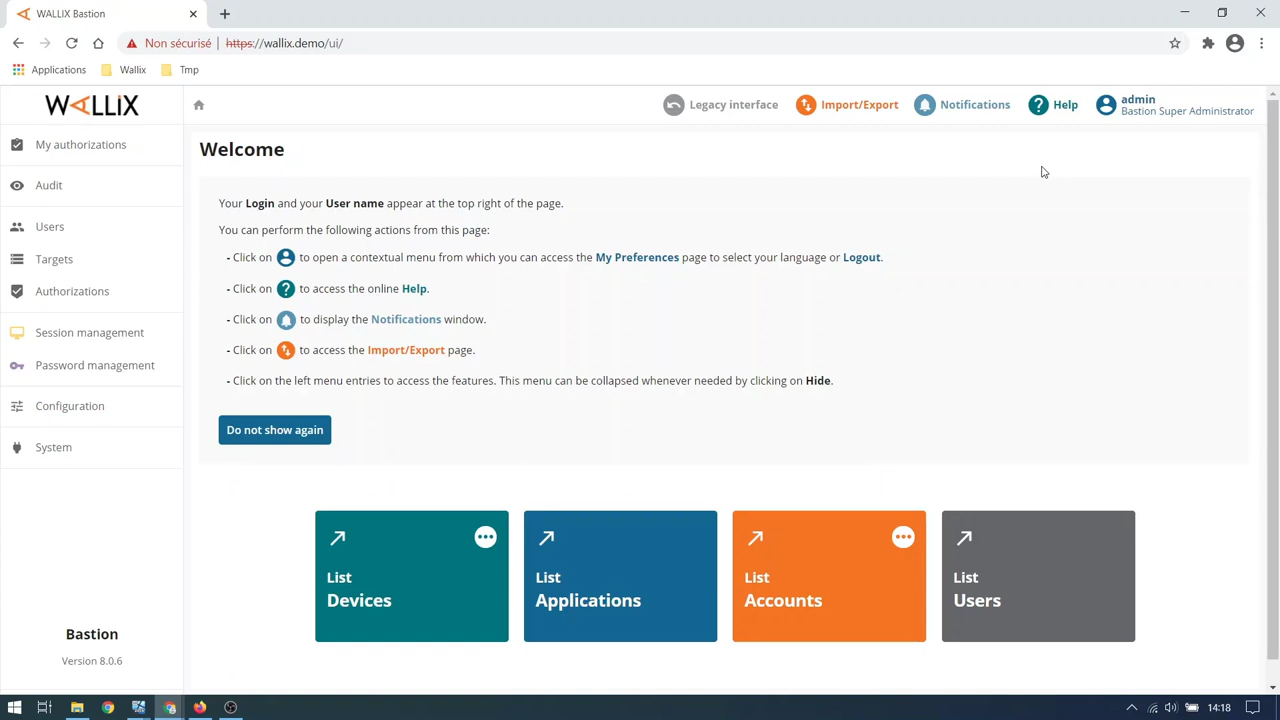 WALLIX Bastion
Non sécurisé | https://wallix.demo/ui/
Applications Wallix Tmp
WALLIX
Legacy interface Import/Export Notifications Help admin
Bastion Super Administrator
My authorizations
Audit
Users
Targets
Authorizations
Session management
Password management
Configuration
System
Bastion
Version 8.0.6
Welcome
Your Login and your User name appear at the top right of the page.
You can perform the following actions from this page:
- Click on to open a contextual menu from which you can access the My Preferences page to select your language or Logout.
- Click on ? to access the online Help.
- Click on to display the Notifications window.
- Click on to access the Import/Export page.
- Click on the left menu entries to access the features. This menu can be collapsed whenever needed by clicking on Hide.
Do not show again
List
Devices
List
Applications
List
Accounts
List
Users
14:18